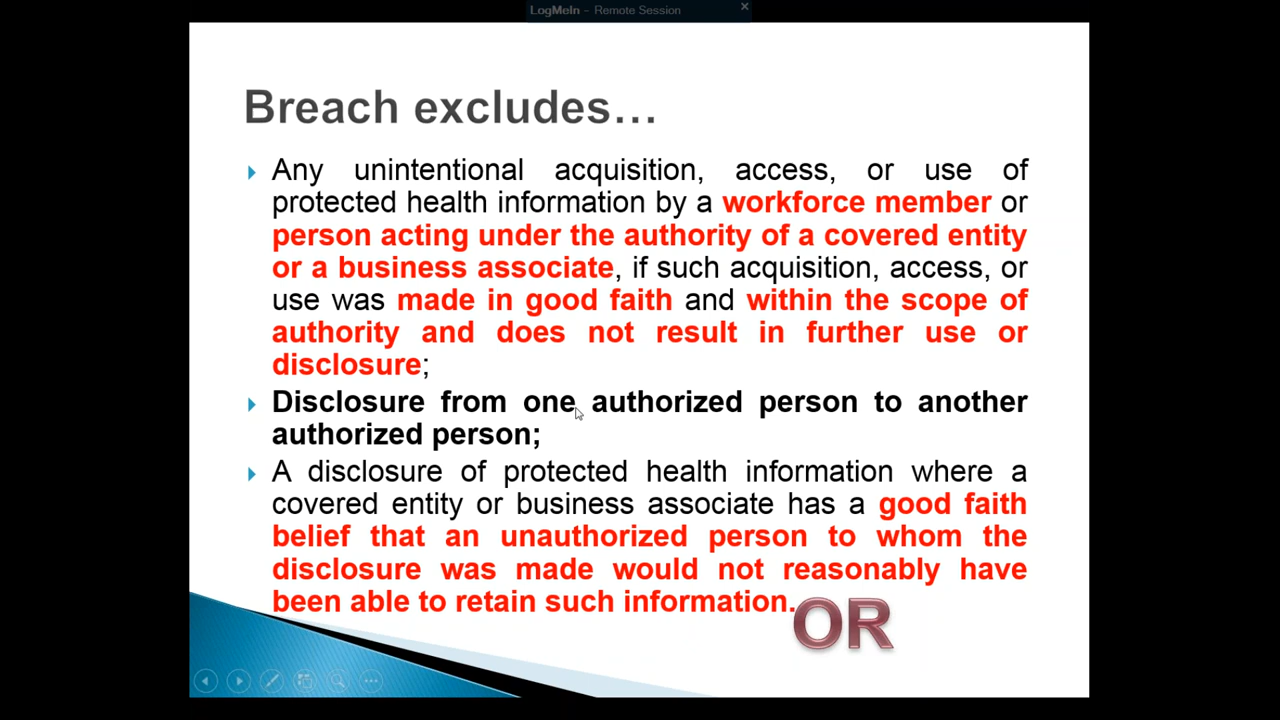 LogMeIn - Remote Session
Breach excludes…
Any unintentional acquisition, access, or use of
protected health information by a workforce member or
person acting under the authority of a covered entity
or a business associate, if such acquisition, access, or
use was made in good faith and within the scope of
authority and does not result in further use or
disclosure;
Disclosure from one authorized person to another
authorized person;
A disclosure of protected health information where a
covered entity or business associate has a good faith
belief that an unauthorized person to whom the
disclosure was made would not reasonably have
been able to retain such information.
OR